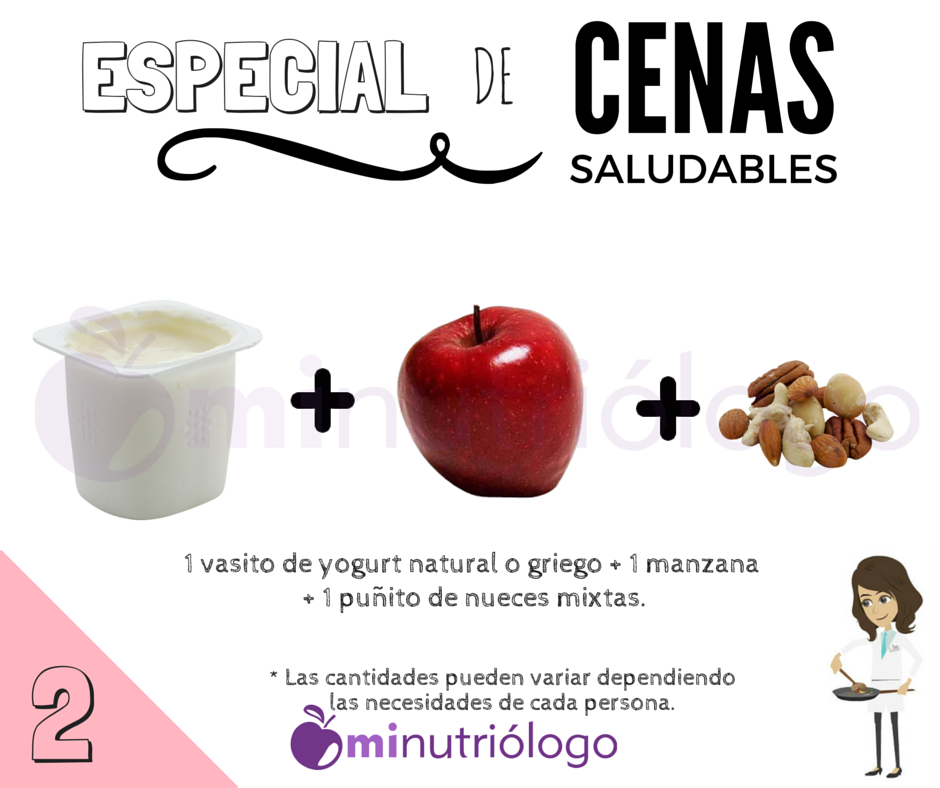 ESPECIAL DE CENAS
SALUDABLES
minutriólogo
1 vasito de yogurt natural o griego + 1 manzana
+ 1 puñito de nueces mixtas.
* Las cantidades pueden variar dependiendo
las necesidades de cada persona.
2
minutriólogo